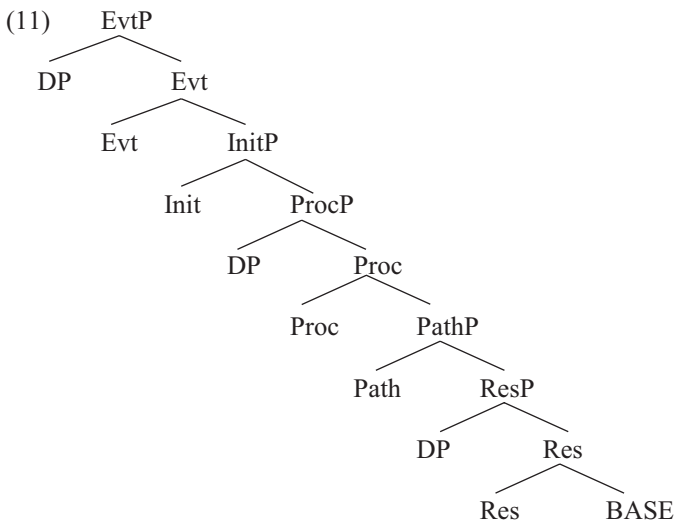 (11) EvtP
DP Evt
Evt InitP
Init ProcP
DP Proc
Proc PathP
Path ResP
DP Res
Res BASE